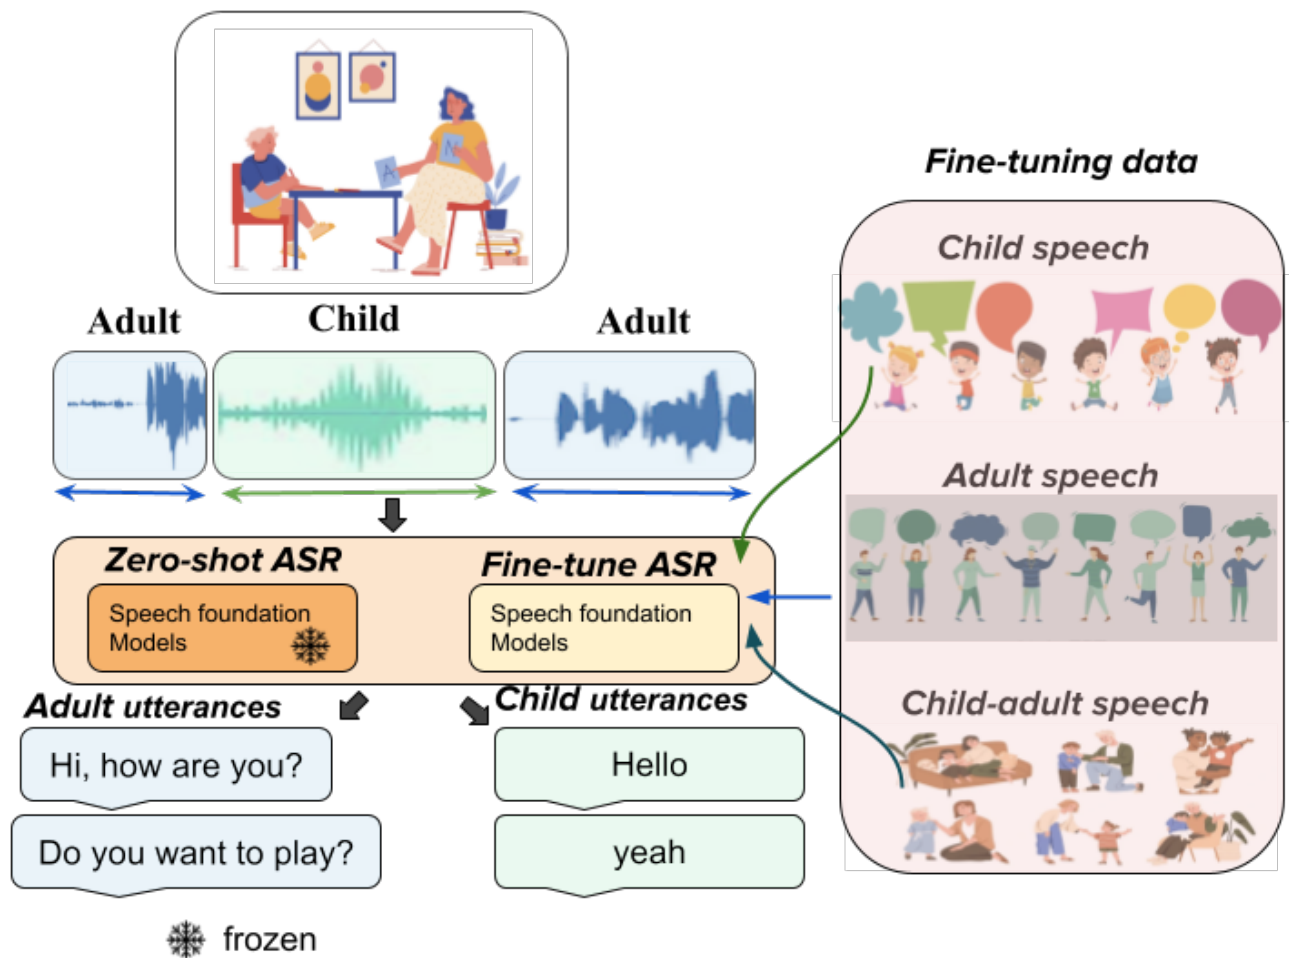 A
N
Fine-tuning data
Child speech
Adult
Child
Adult
Adult speech
Zero-shot ASR
Fine-tune ASR
Speech foundation
Models
Speech foundation
Models
Child-adult speech
Adult utterances
Child utterances
Hi, how are you?
Hello
Do you want to play?
yeah
frozen